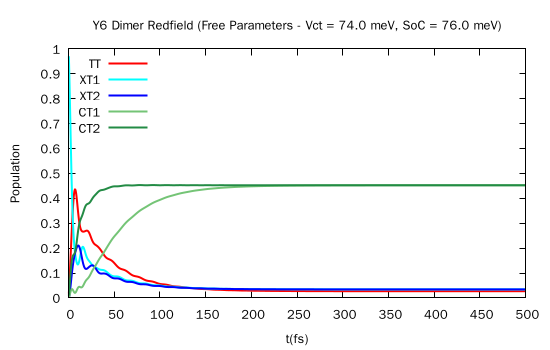 Y6 Dimer Redfield (Free Parameters - Vct = 74.0 meV, SoC = 76.0 meV)
1
0.9
0.8
0.7
0.6
0.5
0.4
0.3
0.2
0.1
0
Population
TT
XT1
XT2
CT1
CT2
0 50 100 150 200 250 300 350 400 450 500
t(fs)